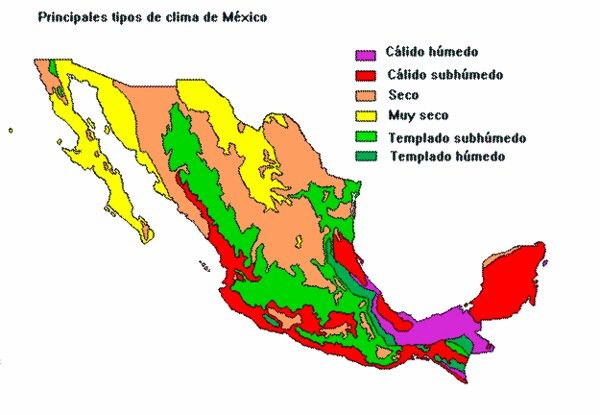 Principales tipos de clima de México
Cálido húmedo
Cálido subhúmedo
Seco
Muy seco
Templado subhúmedo
Templado húmedo